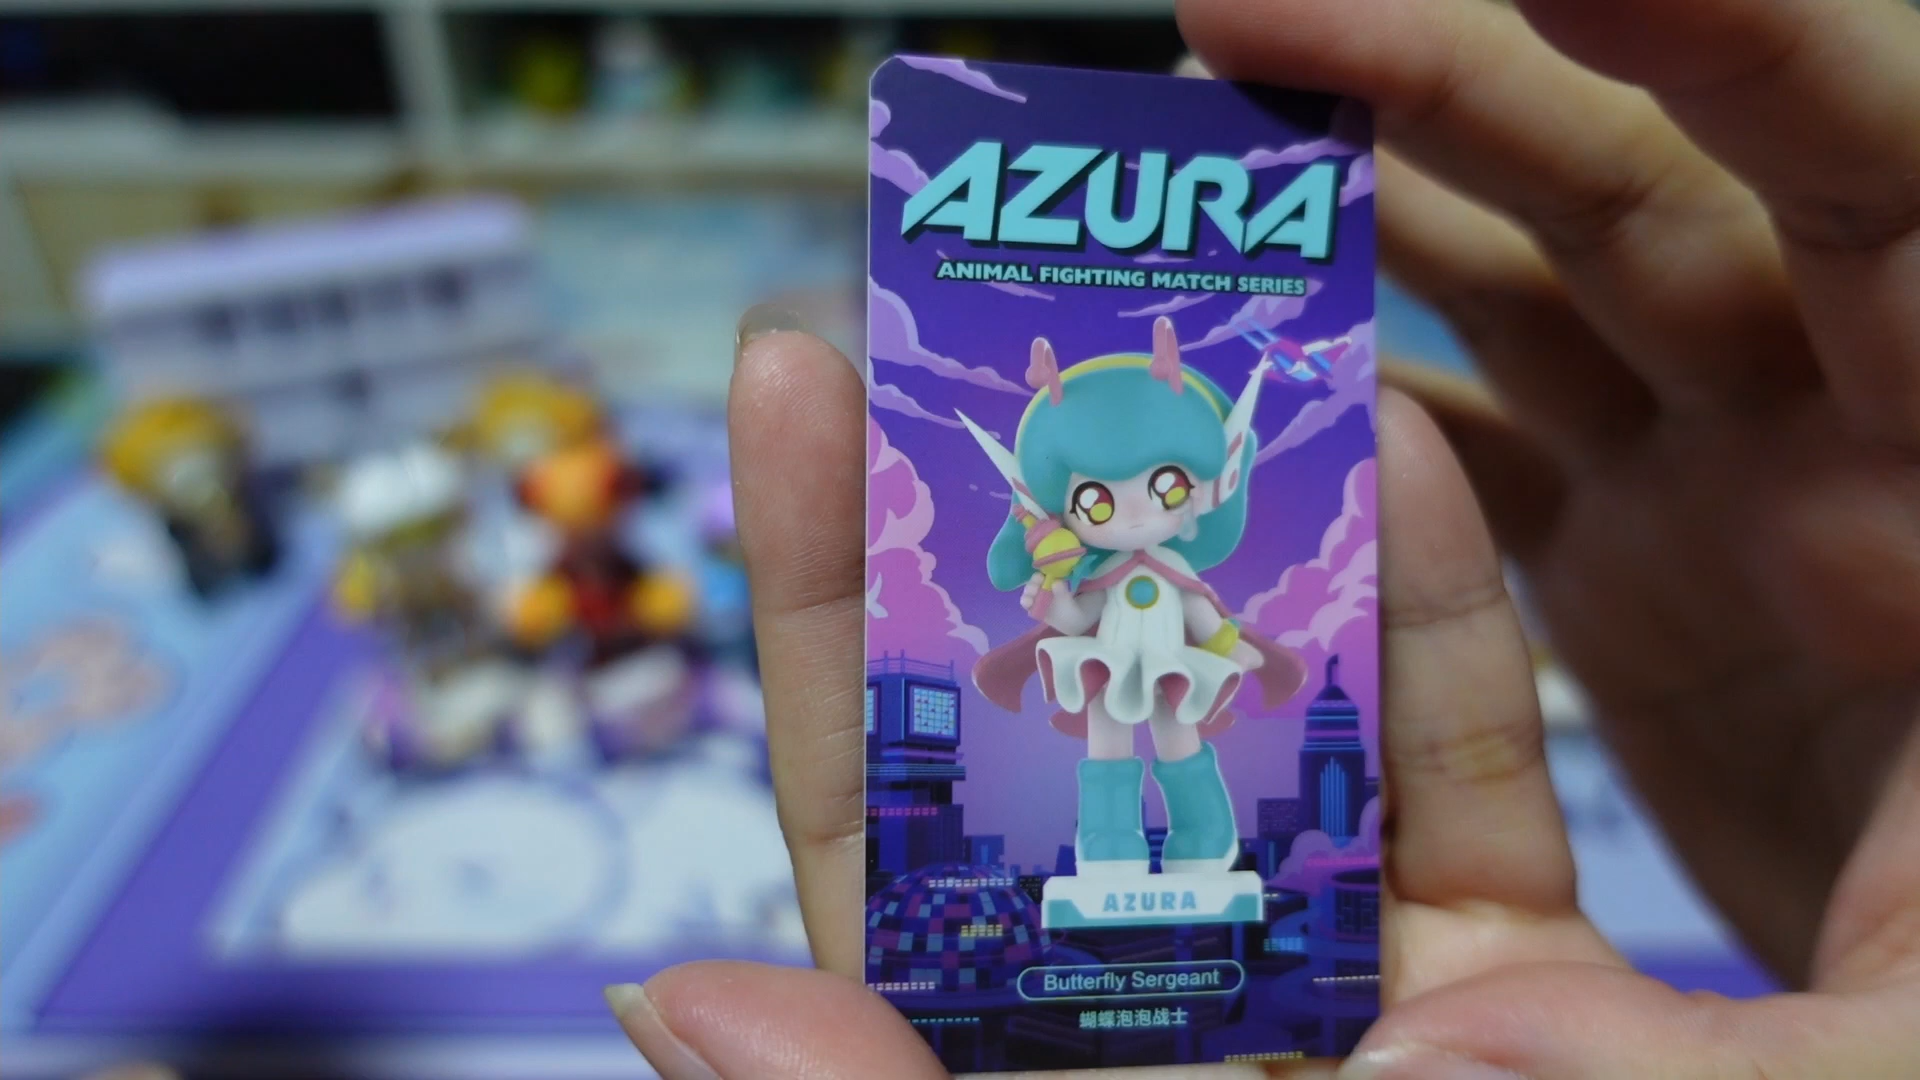 AZURA
ANIMAL FIGHTING MATCH SERIES
AZURA
Butterfly Sergeant
蝴蝶泡泡战士